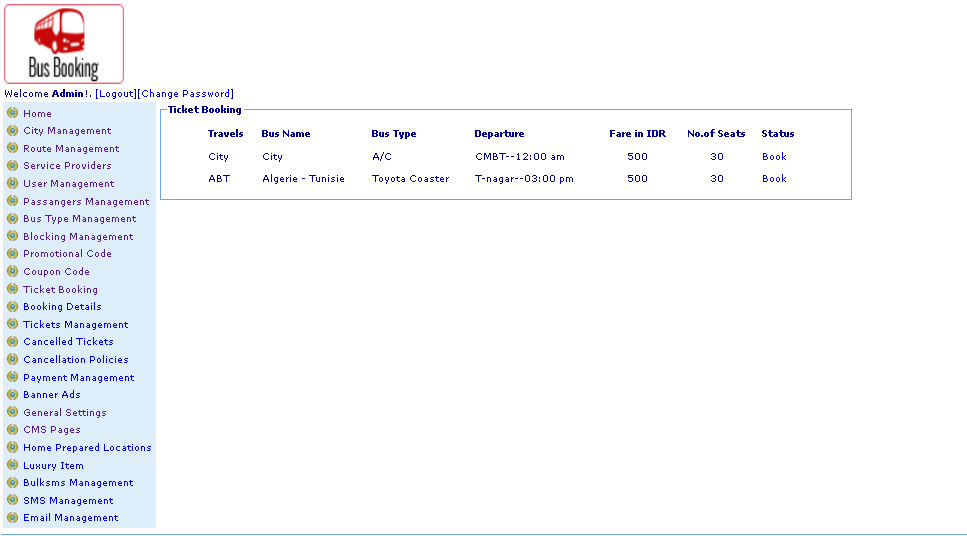 Bus Booking
Welcome Admin!. [Logout][Change Password]
Home
City Management
Route Management
Service Providers
User Management
Passangers Management
Bus Type Management
Blocking Management
Promotional Code
Coupon Code
Ticket Booking
Booking Details
Tickets Management
Cancelled Tickets
Cancellation Policies
Payment Management
Banner Ads
General Settings
CMS Pages
Home Prepared Locations
Luxury Item
Bulksms Management
SMS Management
Email Management
Ticket Booking
Travels Bus Name Bus Type Departure Fare in IDR No.of Seats Status
City City A/C CMBT--12:00 am 500 30 Book
ABT Algerie - Tunisie Toyota Coaster T-nagar--03:00 pm 500 30 Book